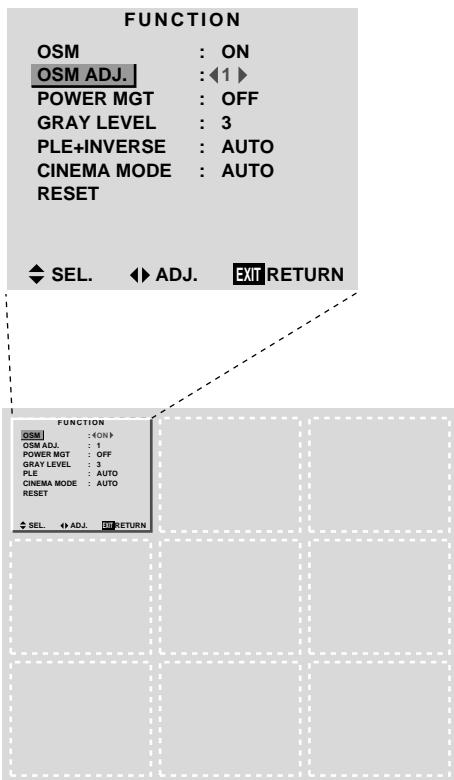 FUNCTION
OSM : ON
OSM ADJ. : 1
POWER MGT : OFF
GRAY LEVEL : 3
PLE+INVERSE : AUTO
CINEMA MODE : AUTO
RESET
SEL. ADJ. EXIT RETURN
FUNCTION
OSM : ON
OSM ADJ. : 1
POWER MGT : OFF
GRAY LEVEL : 3
PLE : AUTO
CINEMA MODE : AUTO
RESET
SEL. ADJ. EXIT RETURN